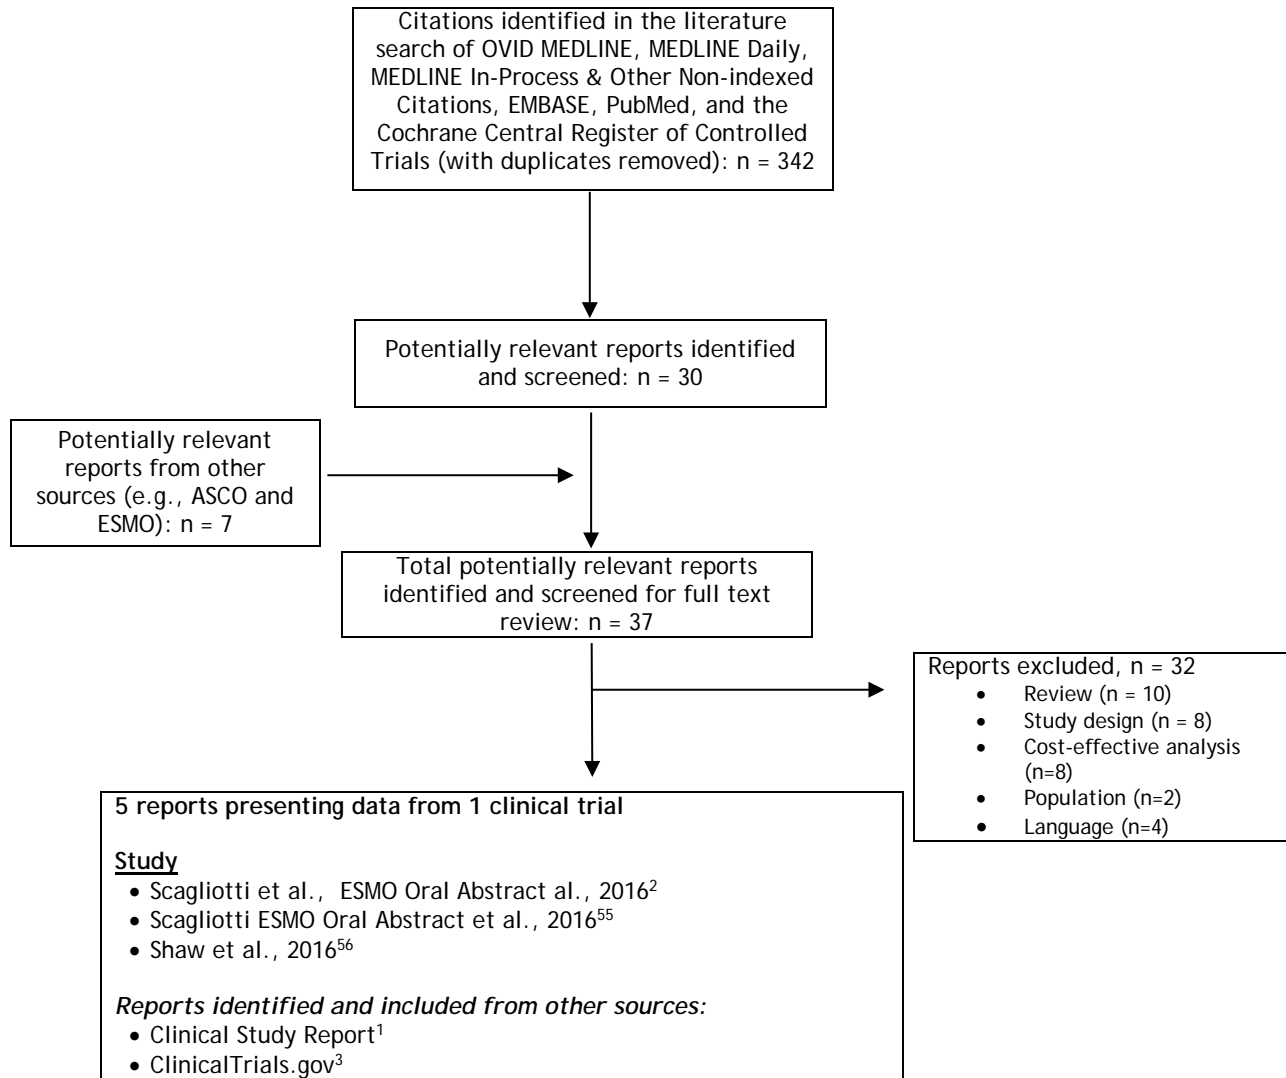 Citations identified in the literature
search of OVID MEDLINE, MEDLINE Daily,
MEDLINE In-Process & Other Non-indexed
Citations, EMBASE, PubMed, and the
Cochrane Central Register of Controlled
Trials (with duplicates removed): n = 342
Potentially relevant reports identified
and screened: n = 30
Potentially relevant
reports from other
sources (e.g., ASCO and
ESMO): n = 7
Total potentially relevant reports
identified and screened for full text
review: n = 37
Reports excluded, n = 32
• Review (n = 10)
• Study design (n = 8)
• Cost-effective analysis
(n=8)
• Population (n=2)
• Language (n=4)
5 reports presenting data from 1 clinical trial
Study
• Scagliotti et al., ESMO Oral Abstract al., 2016²
• Scagliotti ESMO Oral Abstract et al., 2016⁵⁵
• Shaw et al., 2016⁵⁶
Reports identified and included from other sources:
• Clinical Study Report¹
• ClinicalTrials.gov³